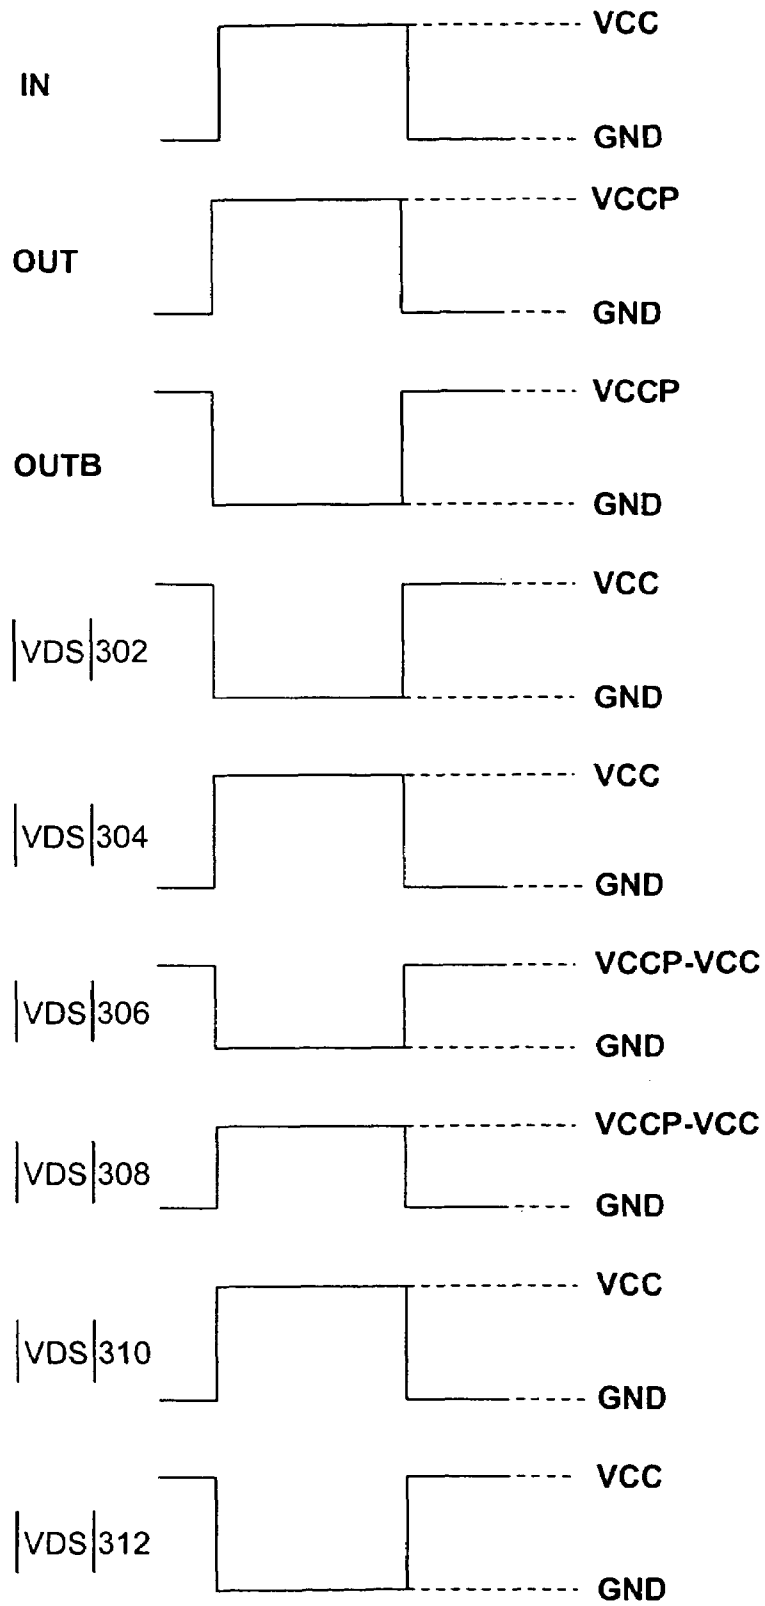 VCC
IN
GND
VCCP
OUT
GND
VCCP
OUTB
GND
VCC
|VDS|302
GND
VCC
|VDS|304
GND
VCCP-VCC
|VDS|306
GND
VCCP-VCC
|VDS|308
GND
VCC
|VDS|310
GND
VCC
|VDS|312
GND